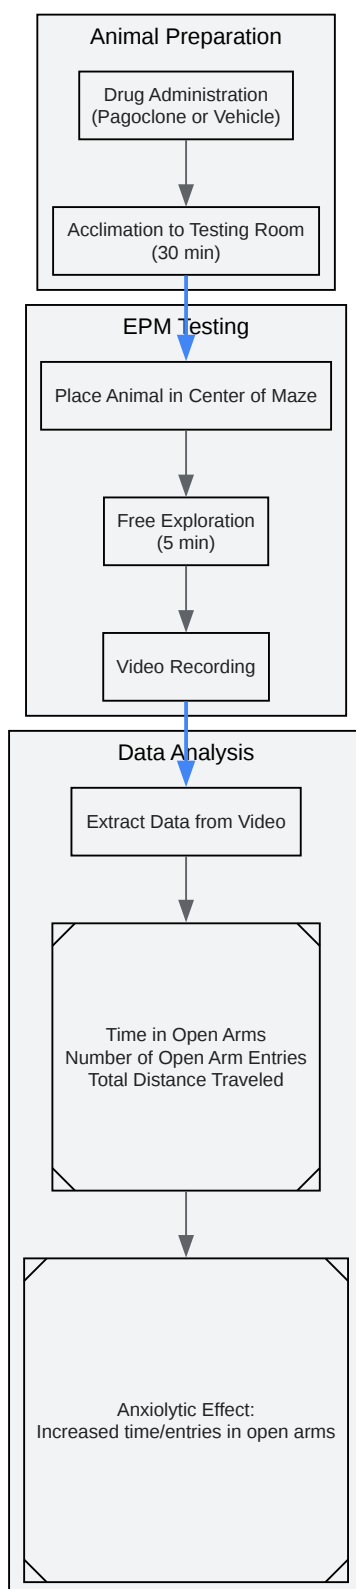 Animal Preparation
Drug Administration
(Pagoclone or Vehicle)
Acclimation to Testing Room
(30 min)
EPM Testing
Place Animal in Center of Maze
Free Exploration
(5 min)
Video Recording
Data Analysis
Extract Data from Video
Time in Open Arms
Number of Open Arm Entries
Total Distance Traveled
Anxiolytic Effect:
Increased time/entries in open arms